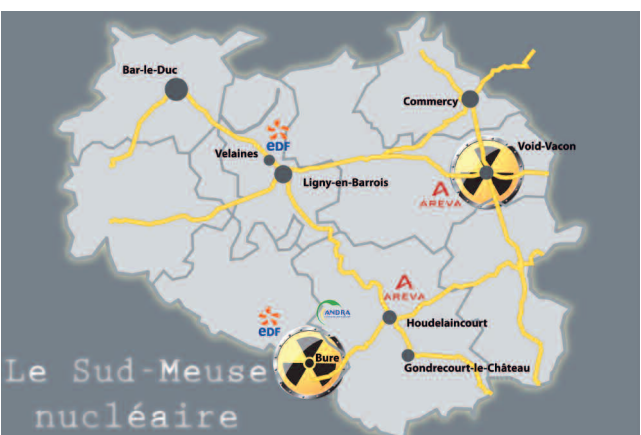 Bar-le-Duc
Commercy
eDF
Velaines
Void-Vacon
Ligny-en-Barrois
AREVA
AREVA
ANDRA
eDF
Houdelaincourt
Bure
Gondrecourt-le-Château
Le Sud-Meuse
nucléaire